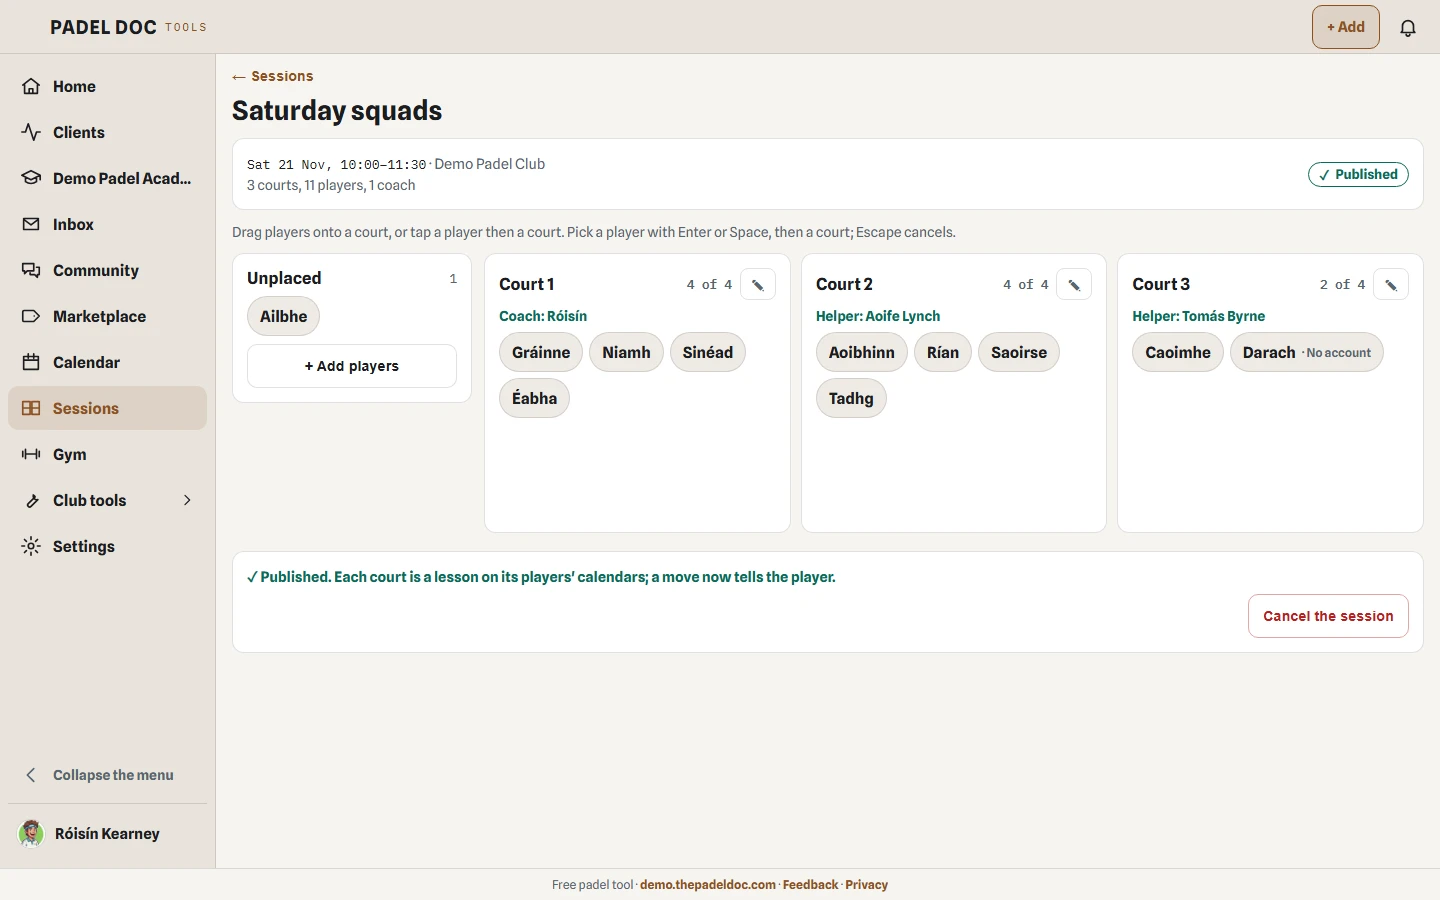 PADEL DOC TOOLS
+ Add
Home
Clients
Demo Padel Acad...
Inbox
Community
Marketplace
Calendar
Sessions
Gym
Club tools
Settings
Collapse the menu
Róisín Kearney
← Sessions
Saturday squads
Sat 21 Nov, 10:00–11:30 · Demo Padel Club
3 courts, 11 players, 1 coach
✓ Published
Drag players onto a court, or tap a player then a court. Pick a player with Enter or Space, then a court; Escape cancels.
Unplaced 1
Ailbhe
+ Add players
Court 1 4 of 4
Coach: Róisín
Gráinne Niamh Sinéad
Éabha
Court 2 4 of 4
Helper: Aoife Lynch
Aoibhinn Rían Saoirse
Tadhg
Court 3 2 of 4
Helper: Tomás Byrne
Caoimhe Darach · No account
✓ Published. Each court is a lesson on its players' calendars; a move now tells the player.
Cancel the session
Free padel tool · demo.thepadeldoc.com · Feedback · Privacy